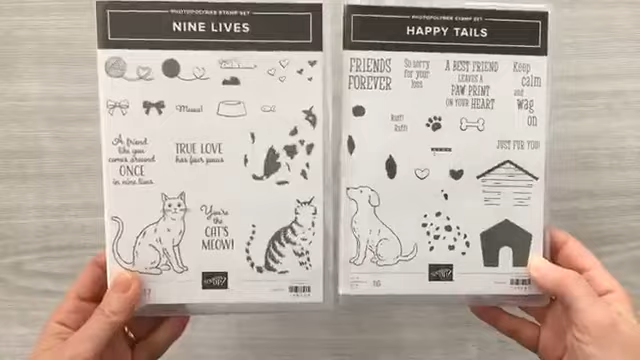 PHOTOPOLYMER STAMP SET
NINE LIVES
Meow!
A friend
like you
comes around
ONCE
in nine lives
TRUE LOVE
has four paws
You're
the
CAT'S
MEOW!
PHOTOPOLYMER STAMP SET
HAPPY TAILS
FRIENDS
FOREVER
So sorry
for your
loss
A BEST FRIEND
LEAVES A
PAW PRINT
ON YOUR HEART
Keep
calm
and
wag
on
Ruff!
Ruff!
JUST FOR YOU!